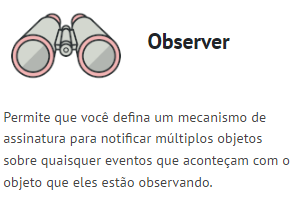 Observer
Permite que você defina um mecanismo de
assinatura para notificar múltiplos objetos
sobre quaisquer eventos que aconteçam com o
objeto que eles estão observando.